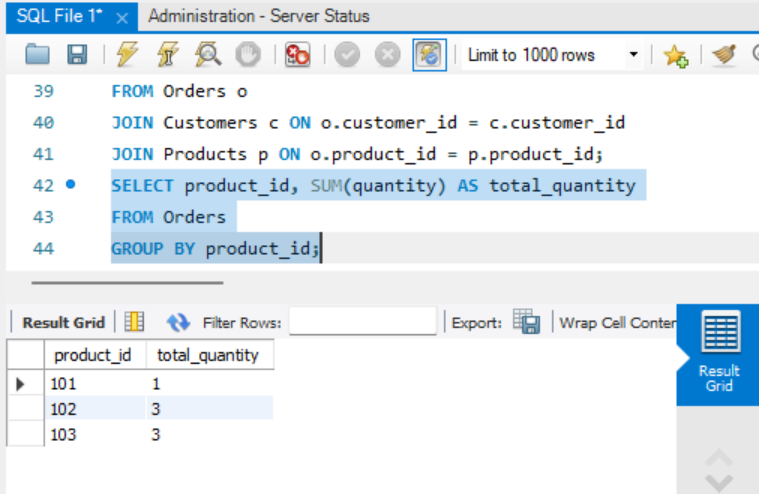 SQL File 1* × Administration - Server Status
Limit to 1000 rows
39 FROM Orders o
40 JOIN Customers c ON o.customer_id = c.customer_id
41 JOIN Products p ON o.product_id = p.product_id;
42 SELECT product_id, SUM(quantity) AS total_quantity
43 FROM Orders
44 GROUP BY product_id;
Result Grid Filter Rows: Export: Wrap Cell Conter
product_id total_quantity
101 1
102 3
103 3
Result
Grid